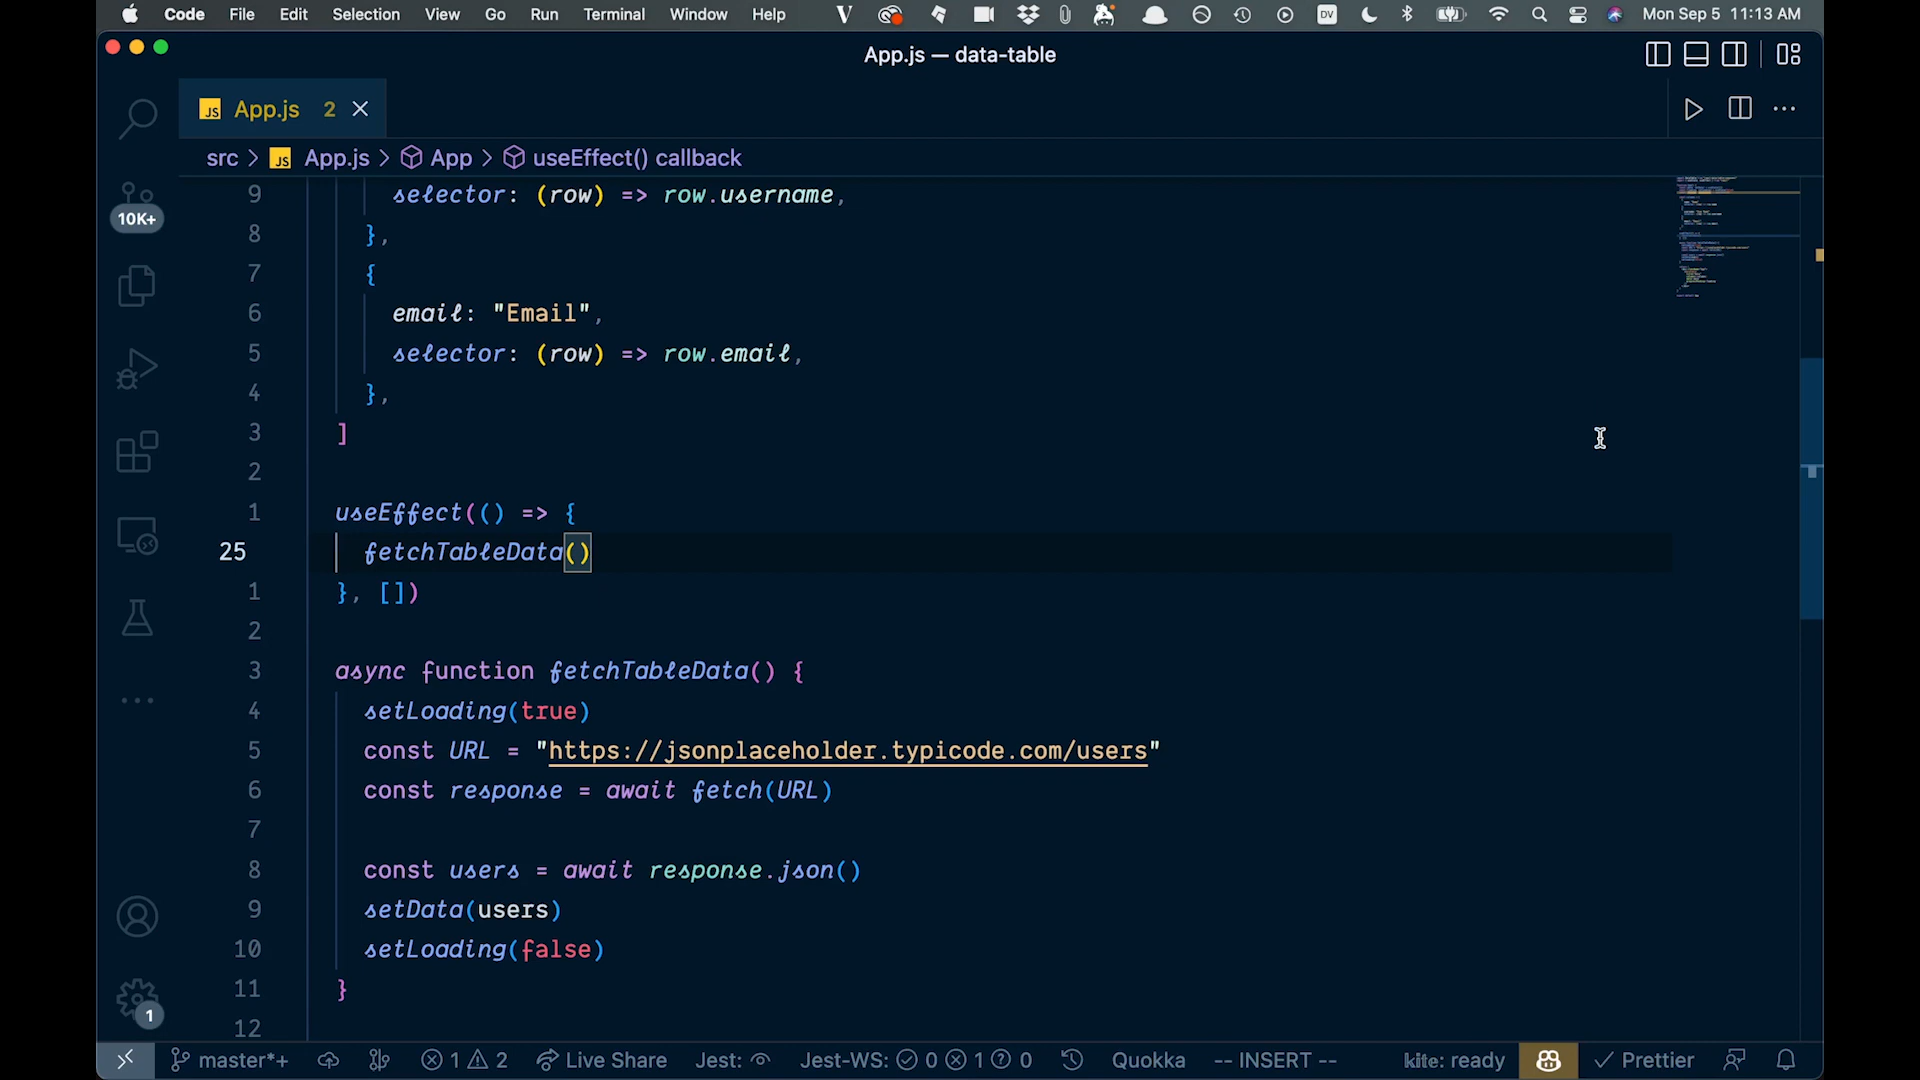 Code File Edit Selection View Go Run Terminal Window Help DV Mon Sep 5 11:13 AM
App.js — data-table
JS App.js 2
src > JS App.js > App > useEffect() callback
9 selector: (row) => row.username,
10K+
8 },
7 {
6 email: "Email",
5 selector: (row) => row.email,
4 },
3 ]
2
1 useEffect(() => {
25 fetchTableData()
1 }, [])
2
3 async function fetchTableData() {
4 setLoading(true)
5 const URL = "https://jsonplaceholder.typicode.com/users"
6 const response = await fetch(URL)
7
8 const users = await response.json()
9 setData(users)
10 setLoading(false)
11 }
1
12
master*+ 1 2 Live Share Jest: Jest-WS: 0 1 0 Quokka -- INSERT -- kite: ready Prettier